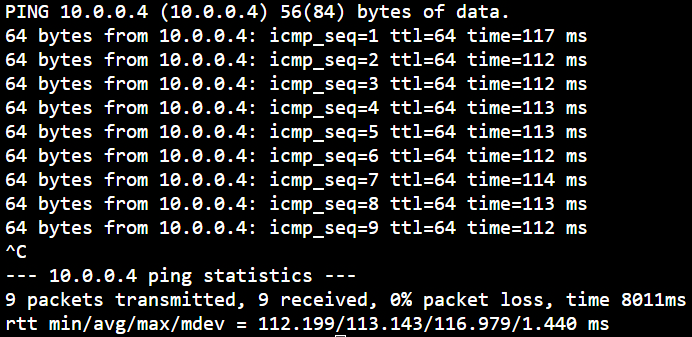 PING 10.0.0.4 (10.0.0.4) 56(84) bytes of data.
64 bytes from 10.0.0.4: icmp_seq=1 ttl=64 time=117 ms
64 bytes from 10.0.0.4: icmp_seq=2 ttl=64 time=112 ms
64 bytes from 10.0.0.4: icmp_seq=3 ttl=64 time=112 ms
64 bytes from 10.0.0.4: icmp_seq=4 ttl=64 time=113 ms
64 bytes from 10.0.0.4: icmp_seq=5 ttl=64 time=113 ms
64 bytes from 10.0.0.4: icmp_seq=6 ttl=64 time=112 ms
64 bytes from 10.0.0.4: icmp_seq=7 ttl=64 time=114 ms
64 bytes from 10.0.0.4: icmp_seq=8 ttl=64 time=113 ms
64 bytes from 10.0.0.4: icmp_seq=9 ttl=64 time=112 ms
^C
--- 10.0.0.4 ping statistics ---
9 packets transmitted, 9 received, 0% packet loss, time 8011ms
rtt min/avg/max/mdev = 112.199/113.143/116.979/1.440 ms